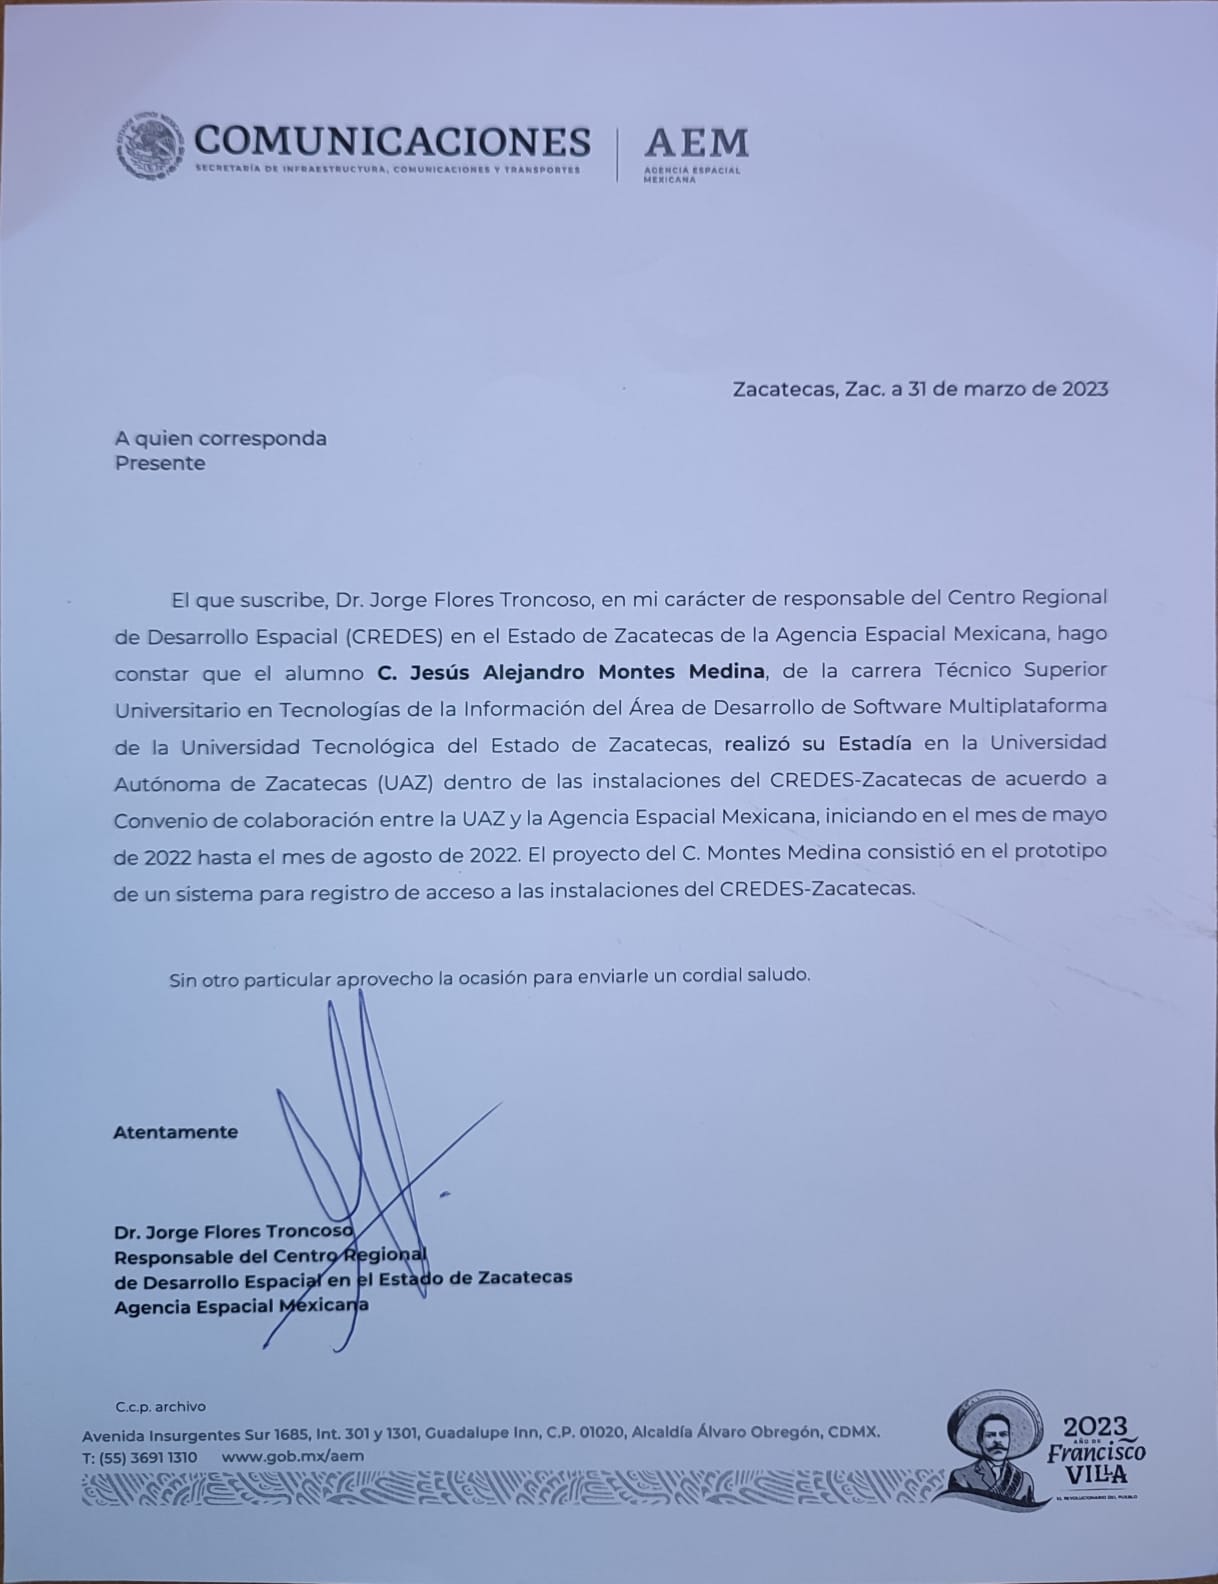 COMUNICACIONES
SECRETARÍA DE INFRAESTRUCTURA, COMUNICACIONES Y TRANSPORTES
AEM
AGENCIA ESPACIAL
MEXICANA
Zacatecas, Zac. a 31 de marzo de 2023
A quien corresponda
Presente
El que suscribe, Dr. Jorge Flores Troncoso, en mi carácter de responsable del Centro Regional
de Desarrollo Espacial (CREDES) en el Estado de Zacatecas de la Agencia Espacial Mexicana, hago
constar que el alumno C. Jesús Alejandro Montes Medina, de la carrera Técnico Superior
Universitario en Tecnologías de la Información del Área de Desarrollo de Software Multiplataforma
de la Universidad Tecnológica del Estado de Zacatecas, realizó su Estadía en la Universidad
Autónoma de Zacatecas (UAZ) dentro de las instalaciones del CREDES-Zacatecas de acuerdo a
Convenio de colaboración entre la UAZ y la Agencia Espacial Mexicana, iniciando en el mes de mayo
de 2022 hasta el mes de agosto de 2022. El proyecto del C. Montes Medina consistió en el prototipo
de un sistema para registro de acceso a las instalaciones del CREDES-Zacatecas.
Sin otro particular aprovecho la ocasión para enviarle un cordial saludo.
Atentamente
Dr. Jorge Flores Troncoso
Responsable del Centro Regional
de Desarrollo Espacial en el Estado de Zacatecas
Agencia Espacial Mexicana
C.c.p. archivo
Avenida Insurgentes Sur 1685, Int. 301 y 1301, Guadalupe Inn, C.P. 01020, Alcaldía Álvaro Obregón, CDMX.
T: (55) 3691 1310 www.gob.mx/aem
2023
AÑO DE
Francisco
VILLA
EL REVOLUCIONARIO DEL PUEBLO